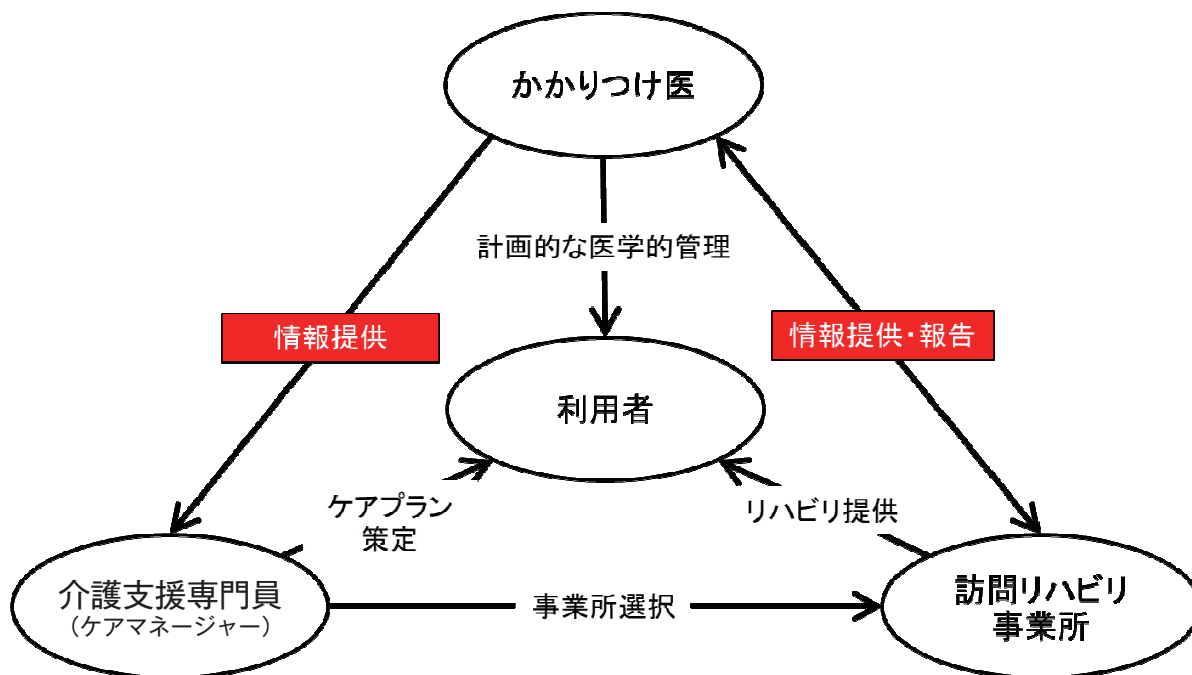 かかりつけ医
計画的な医学的管理
情報提供
情報提供・報告
利用者
ケアプラン
策定
リハビリ提供
介護支援専門員
（ケアマネージャー）
事業所選択
訪問リハビリ
事業所